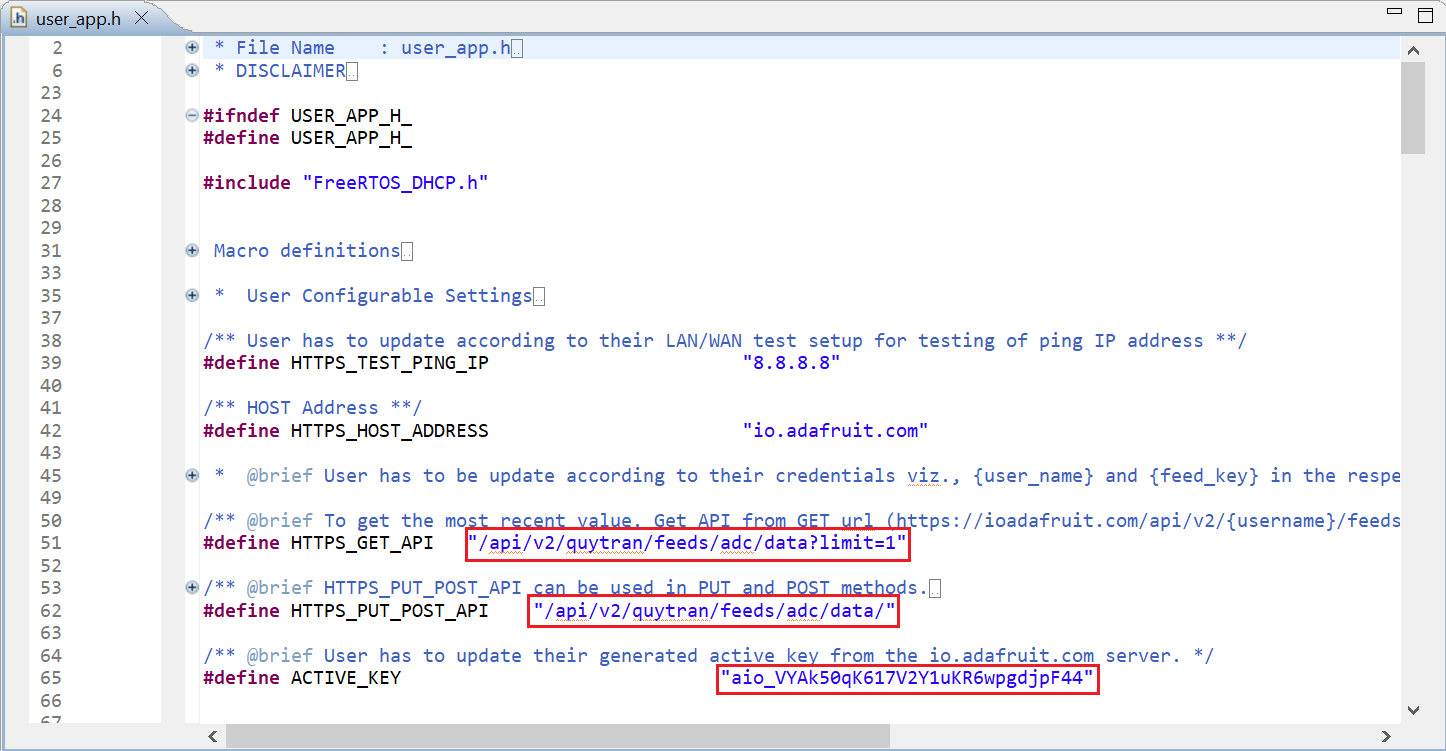 user_app.h
2 * File Name    : user_app.h
6 * DISCLAIMER
23
24 #ifndef USER_APP_H_
25 #define USER_APP_H_
26
27 #include "FreeRTOS_DHCP.h"
28
29
31 Macro definitions
33
35 *  User Configurable Settings
37
38 /** User has to update according to their LAN/WAN test setup for testing of ping IP address **/
39 #define HTTPS_TEST_PING_IP                       "8.8.8.8"
40
41 /** HOST Address **/
42 #define HTTPS_HOST_ADDRESS                       "io.adafruit.com"
43
45 *  @brief User has to be update according to their credentials viz., {user_name} and {feed_key} in the respe
49
50 /** @brief To get the most recent value. Get API from GET url (https://ioadafruit.com/api/v2/{username}/feeds
51 #define HTTPS_GET_API   "/api/v2/quytran/feeds/adc/data?limit=1"
52
53 /** @brief HTTPS_PUT_POST_API can be used in PUT and POST methods.
62 #define HTTPS_PUT_POST_API    "/api/v2/quytran/feeds/adc/data/"
63
64 /** @brief User has to update their generated active key from the io.adafruit.com server. */
65 #define ACTIVE_KEY                             "aio_VYAk50qK617V2Y1uKR6wpgdjpF44"
66
67